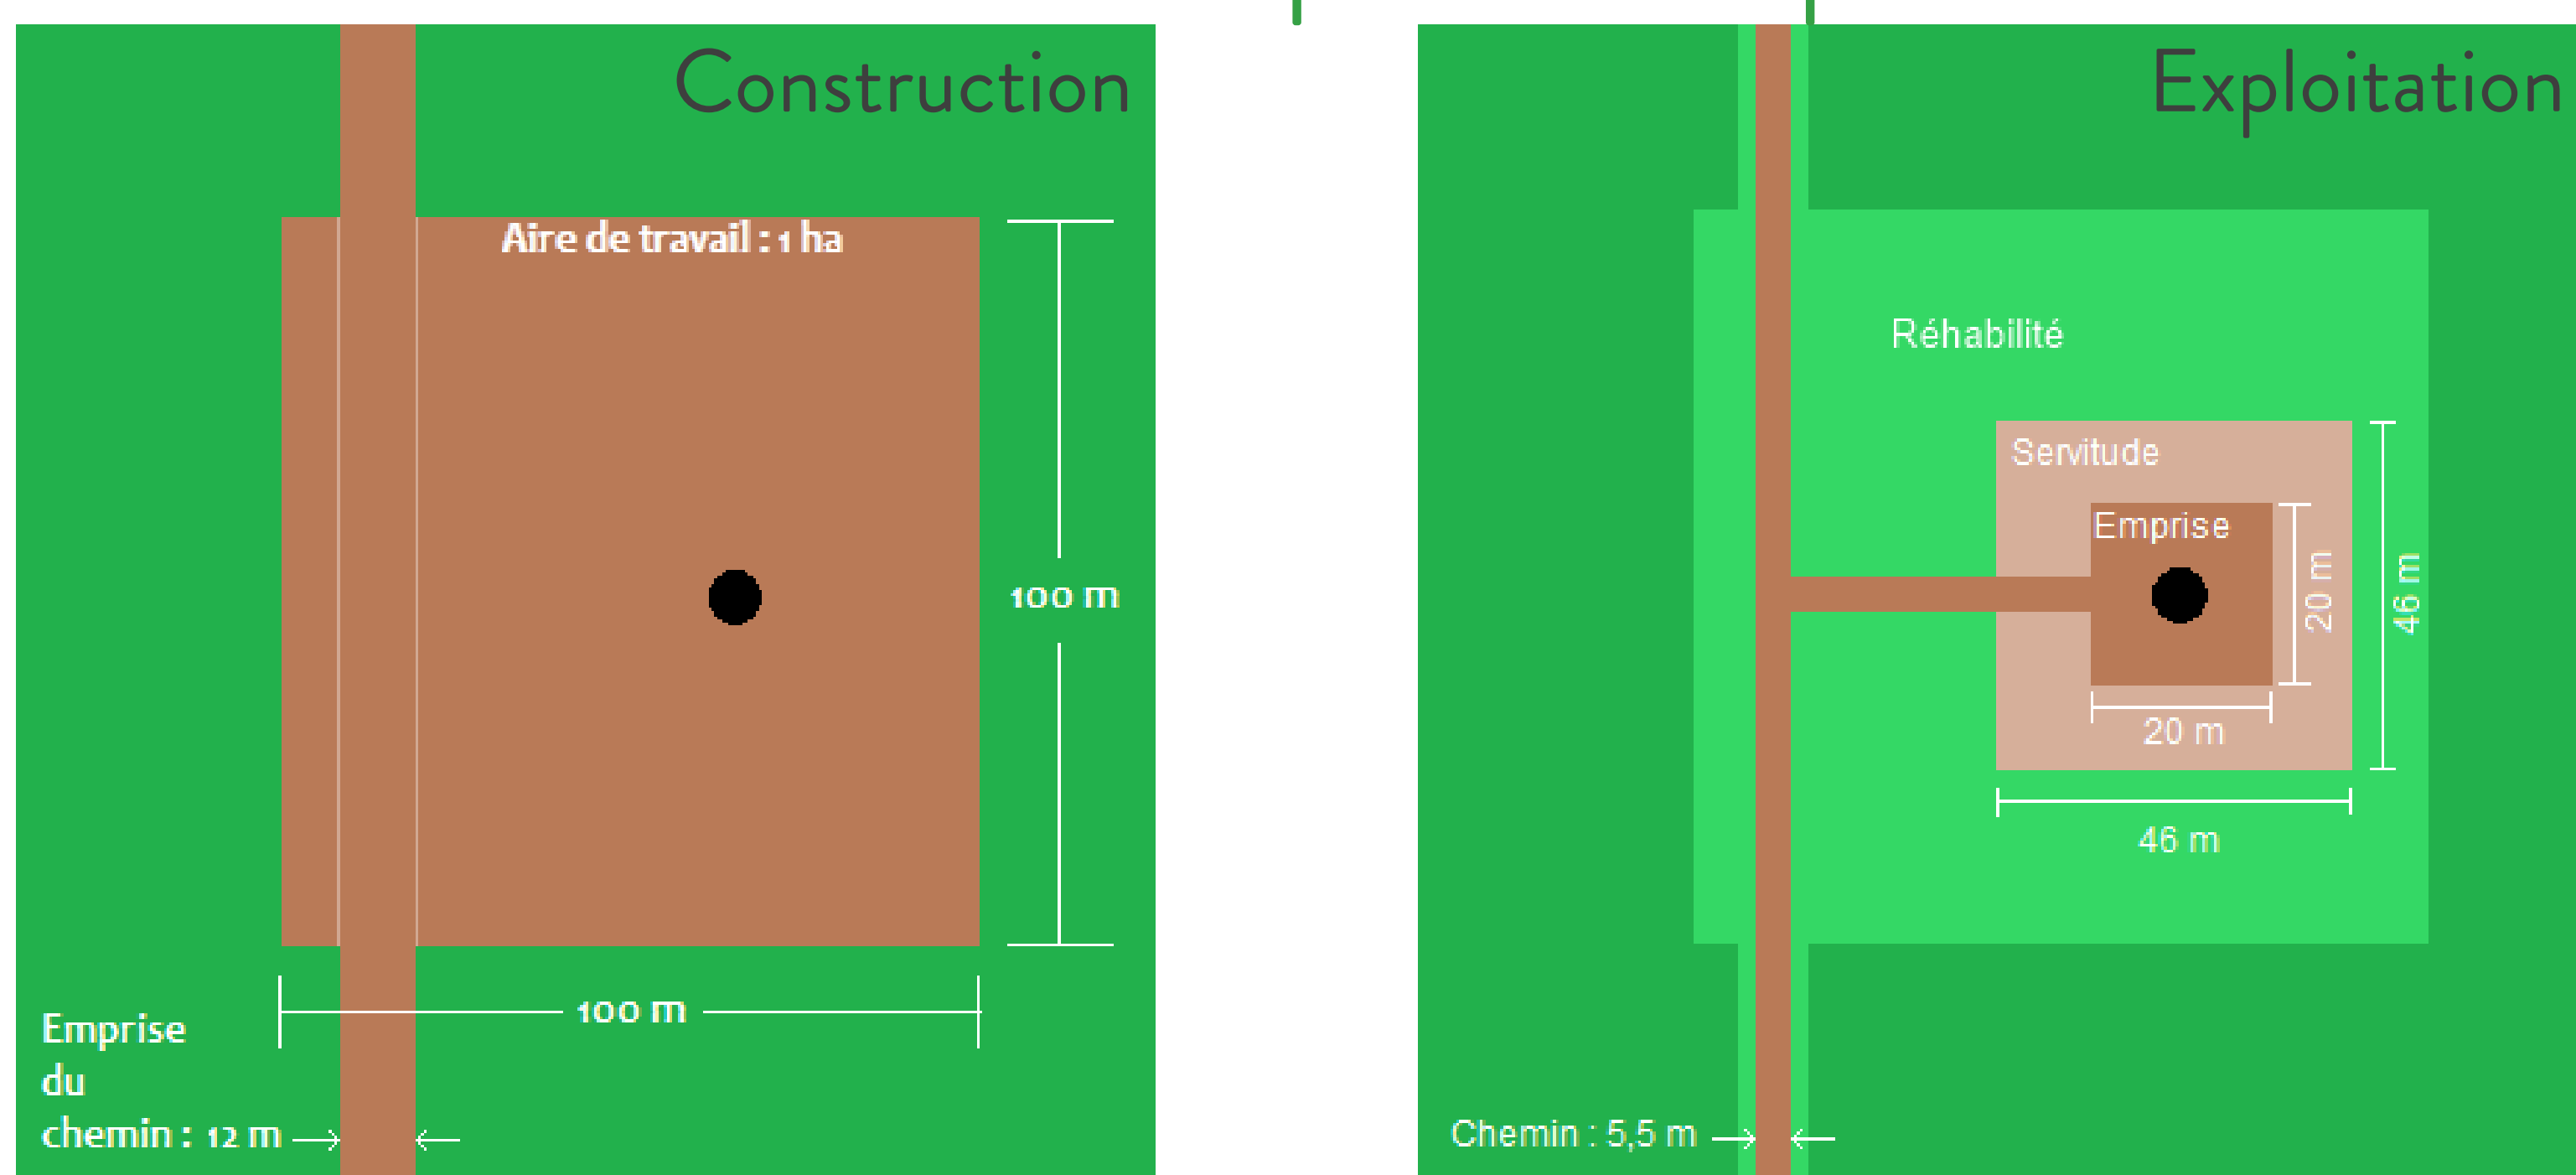 Construction
Aire de travail : 1 ha
100 m
100 m
Emprise
du
chemin : 12 m
Exploitation
Réhabilité
Servitude
Emprise
20 m
46 m
20 m
46 m
Chemin : 5,5 m